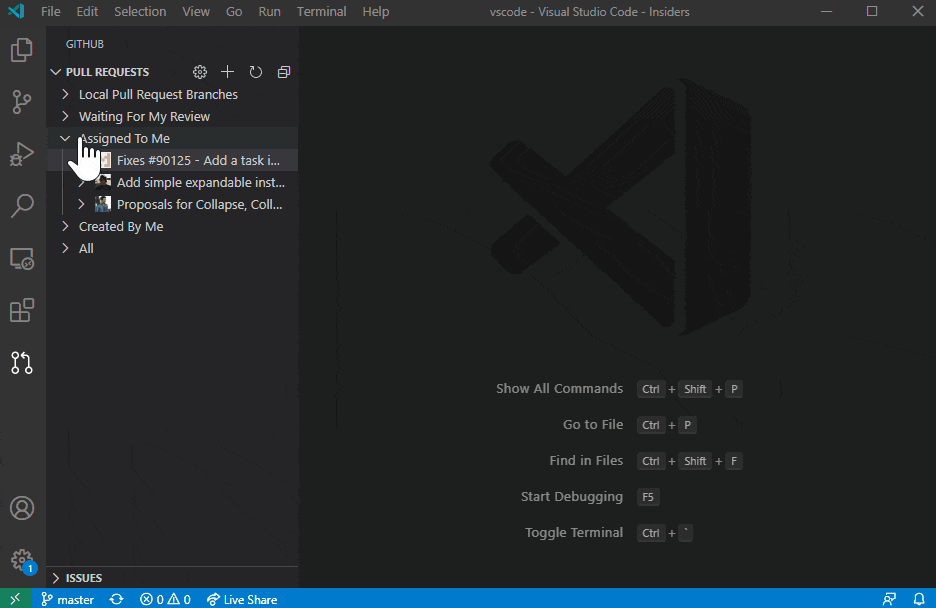 File Edit Selection View Go Run Terminal Help vscode - Visual Studio Code - Insiders
GITHUB
PULL REQUESTS
Local Pull Request Branches
Waiting For My Review
Assigned To Me
Fixes #90125 - Add a task i...
Add simple expandable inst...
Proposals for Collapse, Coll...
Created By Me
All
Show All Commands Ctrl + Shift + P
Go to File Ctrl + P
Find in Files Ctrl + Shift + F
Start Debugging F5
Toggle Terminal Ctrl + `
1
ISSUES
master 0 0 Live Share